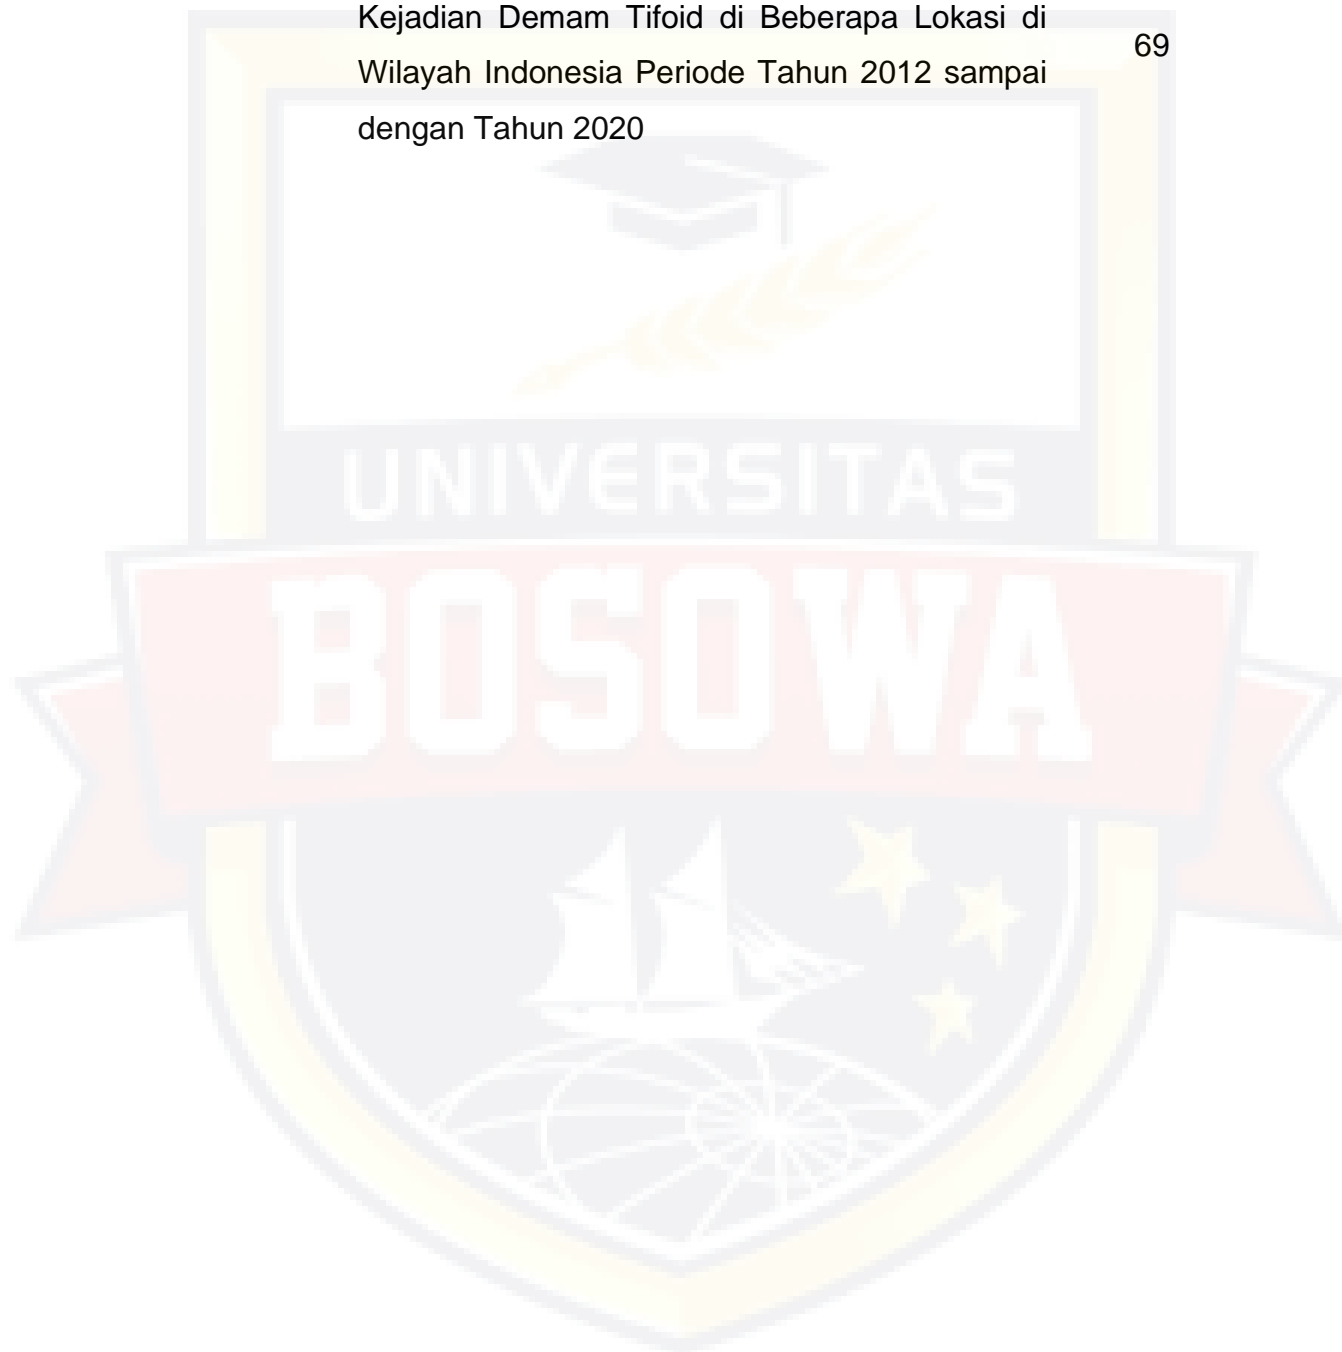 Kejadian Demam Tifoid di Beberapa Lokasi di
69
Wilayah Indonesia Periode Tahun 2012 sampai
dengan Tahun 2020
UNIVERSITAS
BOSOWA